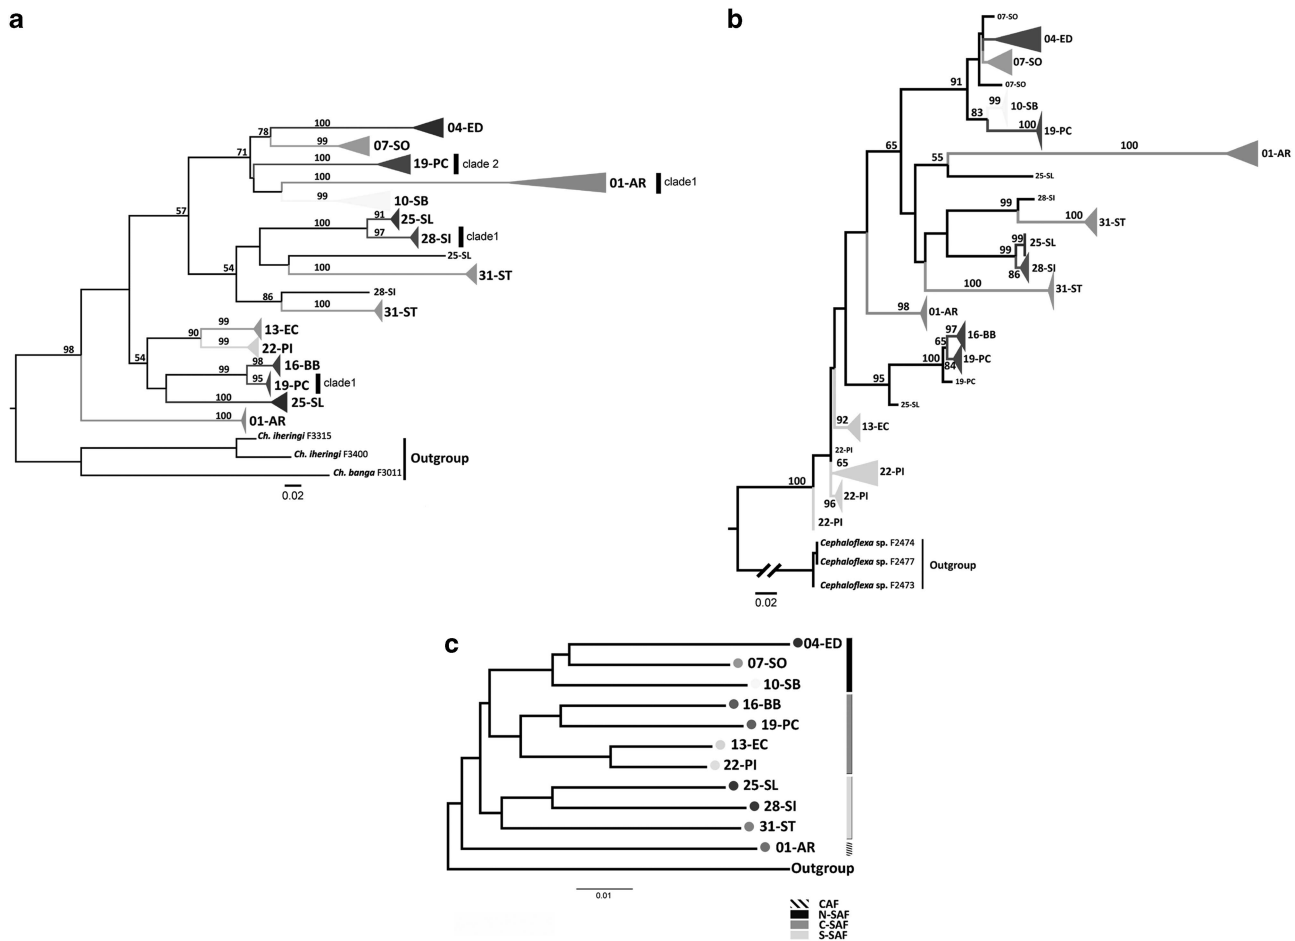 a
100
04-ED
78
99
07-SO
71
100
19-PC
clade 2
100
01-AR
clade1
99
10-SB
57
91
25-SL
100
97
28-SI
clade1
25-SL
54
100
31-ST
86
28-SI
100
31-ST
99
13-EC
90
99
22-PI
98
54
98
16-BB
99
95
19-PC
clade1
100
25-SL
100
01-AR
Ch. iheringi F3315
Ch. iheringi F3400
Outgroup
Ch. banga F3011
0.02
b
07-SO
04-ED
07-SO
91
07-SO
99
10-SB
83
100
19-PC
65
100
01-AR
55
25-SL
99
28-SI
100
31-ST
99
25-SL
99
86
28-SI
100
31-ST
98
01-AR
97
16-BB
65
100
19-PC
84
95
19-PC
25-SL
92
13-EC
22-PI
65
22-PI
100
96
22-PI
22-PI
Cephaloflexa sp. F2474
Cephaloflexa sp. F2477
Outgroup
Cephaloflexa sp. F2473
0.02
c
04-ED
07-SO
10-SB
16-BB
19-PC
13-EC
22-PI
25-SL
28-SI
31-ST
01-AR
Outgroup
0.01
CAF
N-SAF
C-SAF
S-SAF